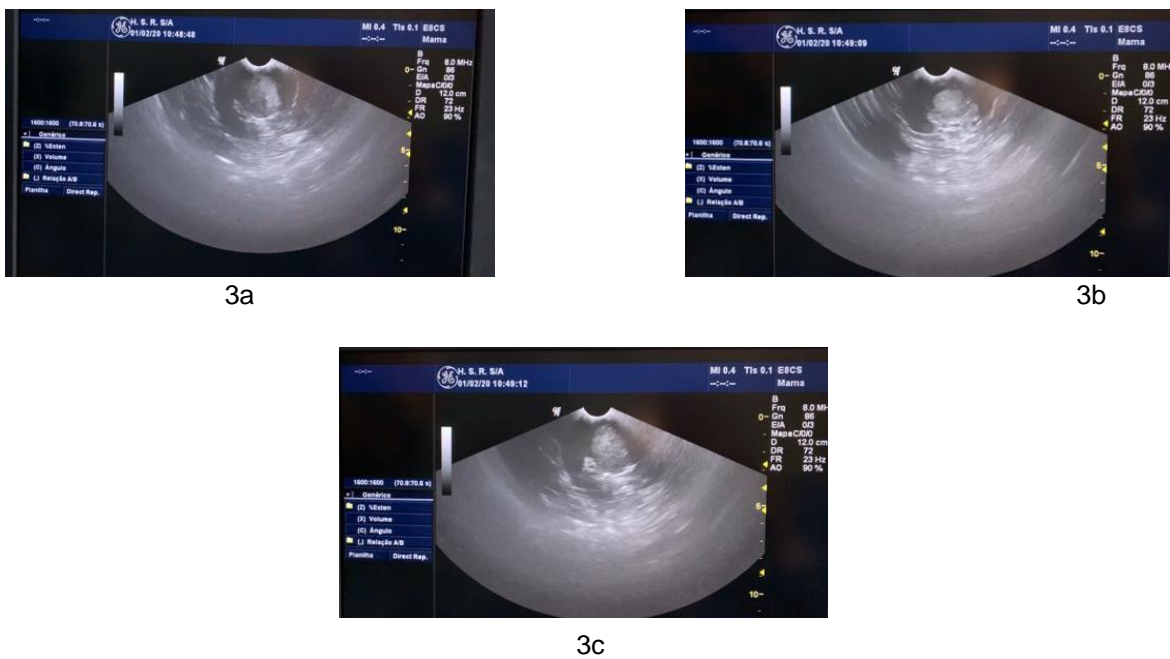 H. S. R. S/A
01/02/20 10:48:48
MI 0.4 Tis 0.1 E8CS
--:--:-- Mama
B
Frq 8.0 MHz
Gn 86
E/A 0/3
Mapa C/0/0
D 12.0 cm
DR 72
FR 23 Hz
AO 90 %
0-
5-
10-
1600:1600 (70.8:70.6 s)
Genérico
(Z) %Esten
(X) Volume
(G) Ângulo
(.) Relação A/B
Planilha Direct Rep.
3a
H. S. R. S/A
01/02/20 10:49:09
MI 0.4 Tis 0.1 E8CS
--:--:-- Mama
B
Frq 8.0 MH
Gn 86
E/A 0/3
Mapa C/0/0
D 12.0 cm
DR 72
FR 23 Hz
AO 90 %
0-
5-
10-
1600:1600 (70.8:70.6 s)
Genérico
(Z) %Esten
(X) Volume
(G) Ângulo
(.) Relação A/B
Planilha Direct Rep.
3b
H. S. R. S/A
01/02/20 10:49:12
MI 0.4 Tis 0.1 E8CS
--:--:-- Mama
B
Frq 8.0 MH
Gn 86
E/A 0/3
Mapa C/0/0
D 12.0 cm
DR 72
FR 23 Hz
AO 90 %
0-
5-
10-
1600:1600 (70.8:70.6 s)
Genérico
(Z) %Esten
(X) Volume
(G) Ângulo
(.) Relação A/B
Planilha Direct Rep.
3c